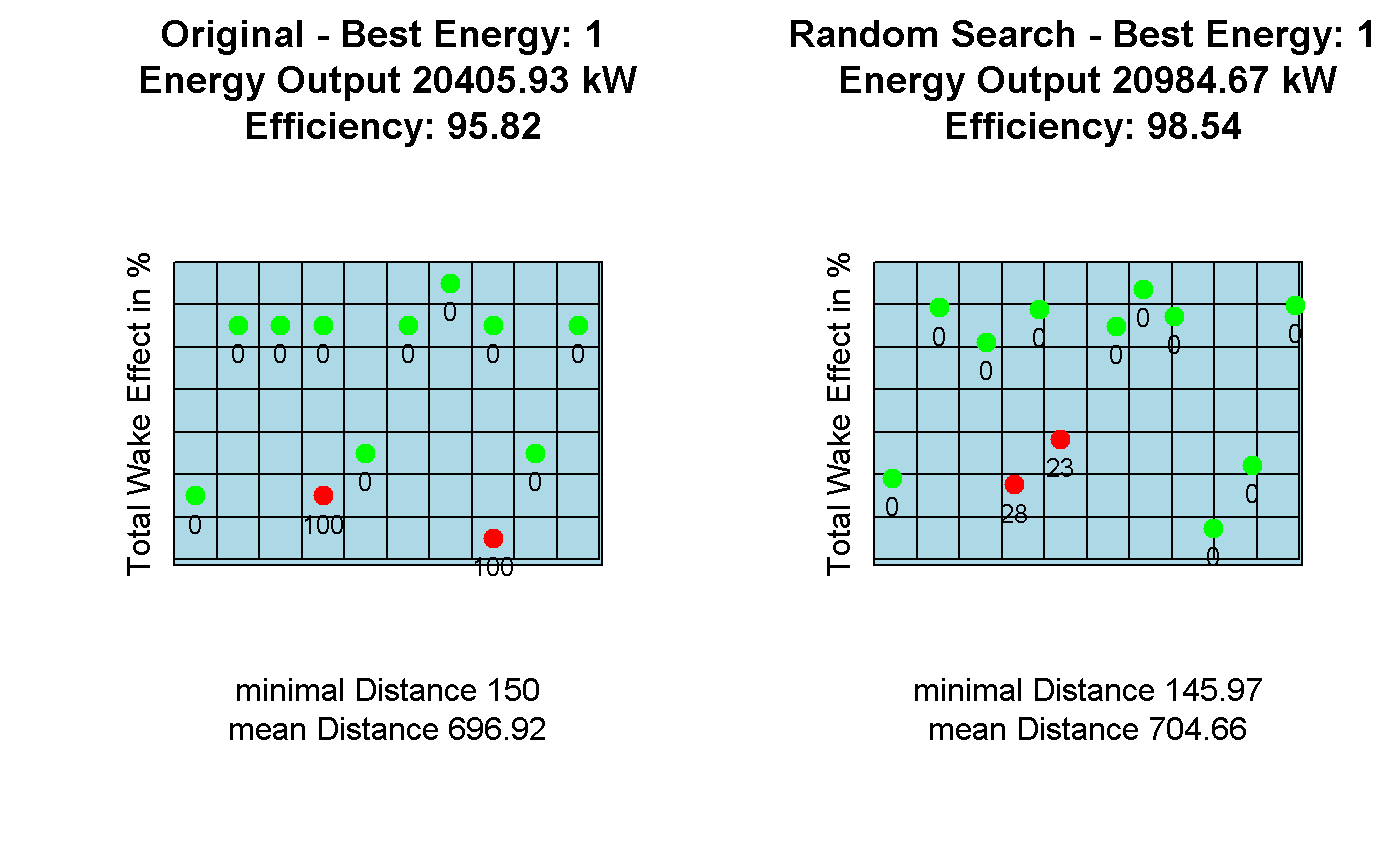 Original - Best Energy: 1
Energy Output 20405.93 kW
Efficiency: 95.82
Total Wake Effect in %
0
0 0 0 0 0 0
0 0
0 100
100
minimal Distance 150
mean Distance 696.92
Random Search - Best Energy: 1
Energy Output 20984.67 kW
Efficiency: 98.54
Total Wake Effect in %
0
0 0 0
0
0
0
0
23
0
0
28
0
minimal Distance 145.97
mean Distance 704.66